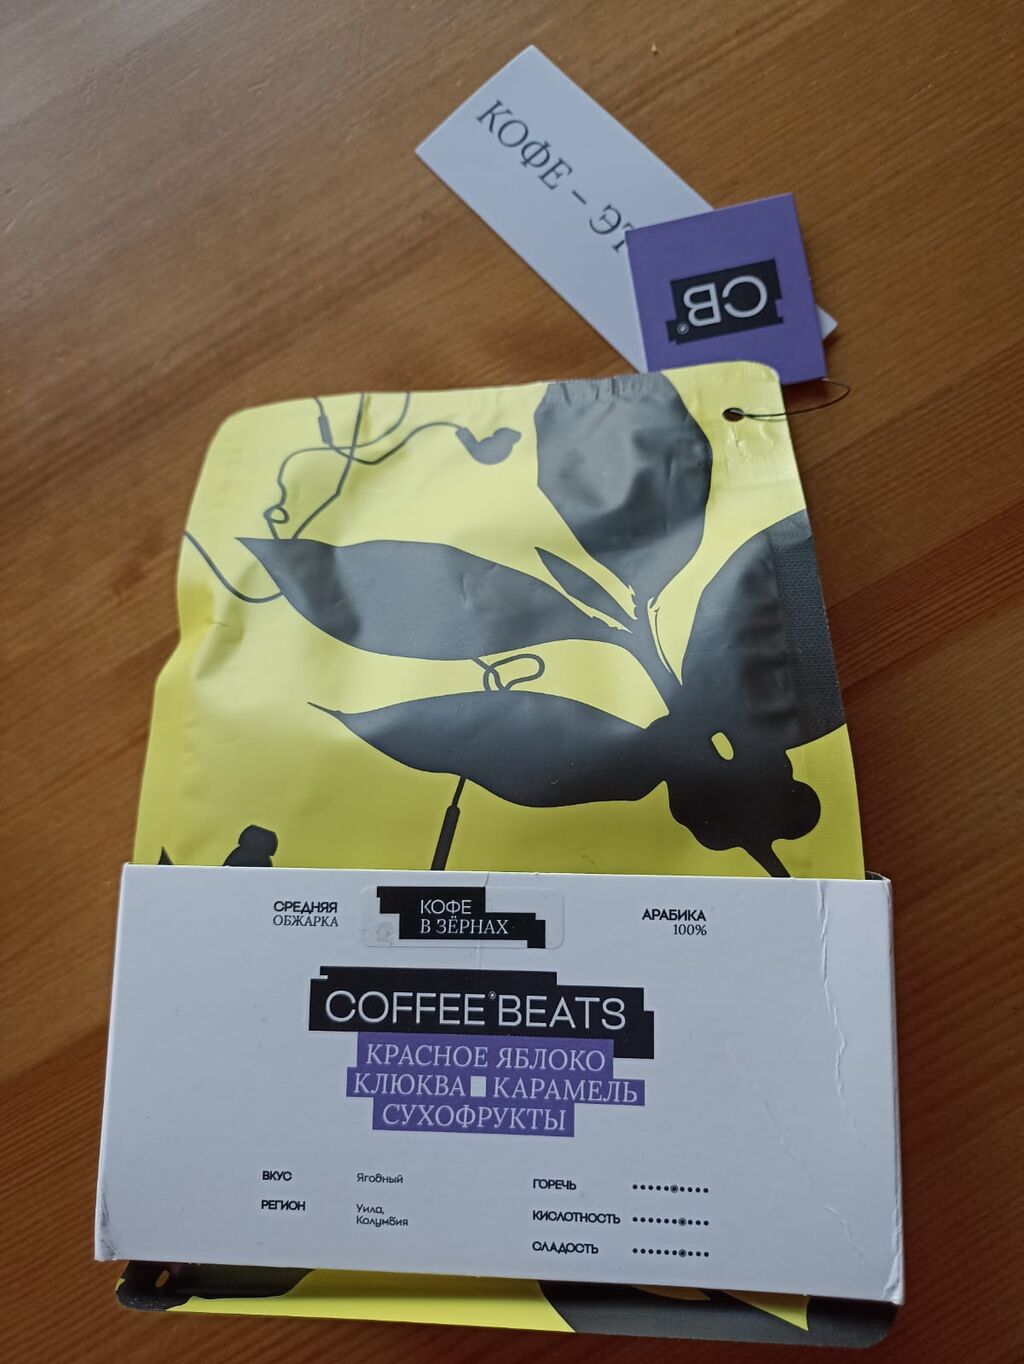 КОФЕ – ЭТ
CB®
СРЕДНЯЯ
ОБЖАРКА
КОФЕ
В ЗЁРНАХ
АРАБИКА
100%
COFFEE®BEATS
КРАСНОЕ ЯБЛОКО
КЛЮКВА КАРАМЕЛЬ
СУХОФРУКТЫ
ВКУС Ягодный
РЕГИОН Уила,
Колумбия
ГОРЕЧЬ
КИСЛОТНОСТЬ
СЛАДОСТЬ